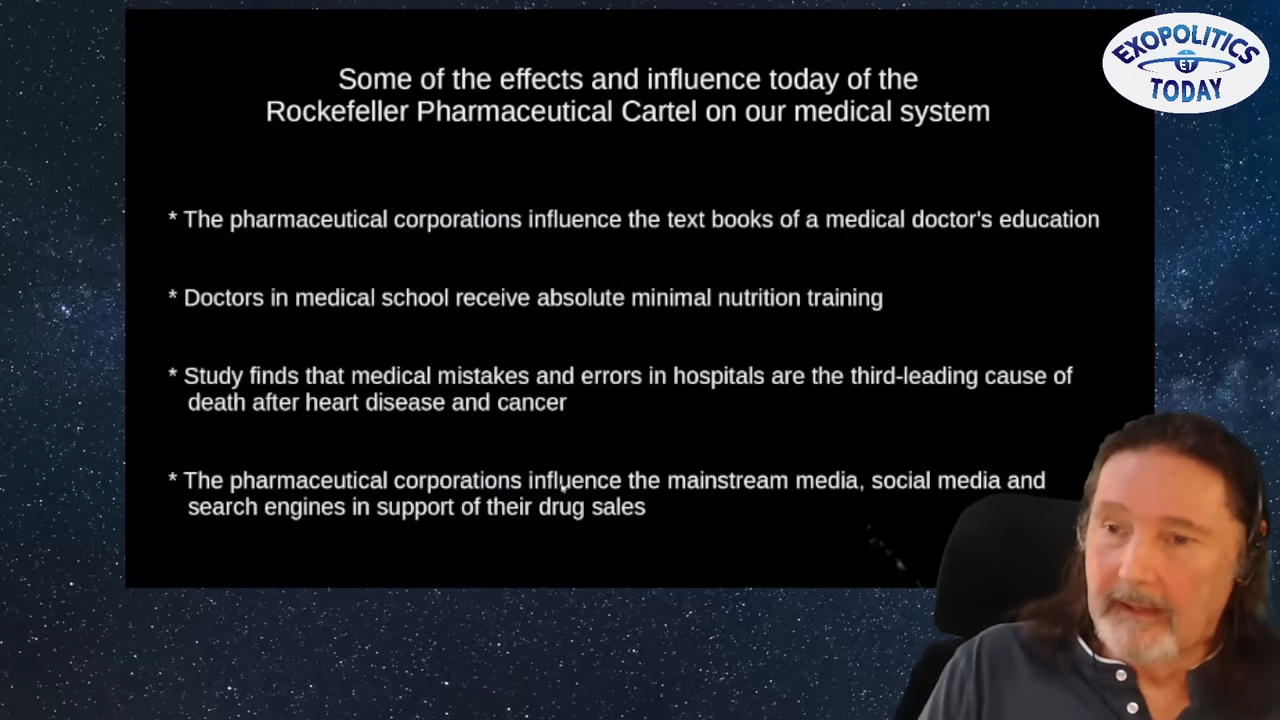 EXOPOLITICS
ET
TODAY
Some of the effects and influence today of the
Rockefeller Pharmaceutical Cartel on our medical system
* The pharmaceutical corporations influence the text books of a medical doctor's education
* Doctors in medical school receive absolute minimal nutrition training
* Study finds that medical mistakes and errors in hospitals are the third-leading cause of
death after heart disease and cancer
* The pharmaceutical corporations influence the mainstream media, social media and
search engines in support of their drug sales